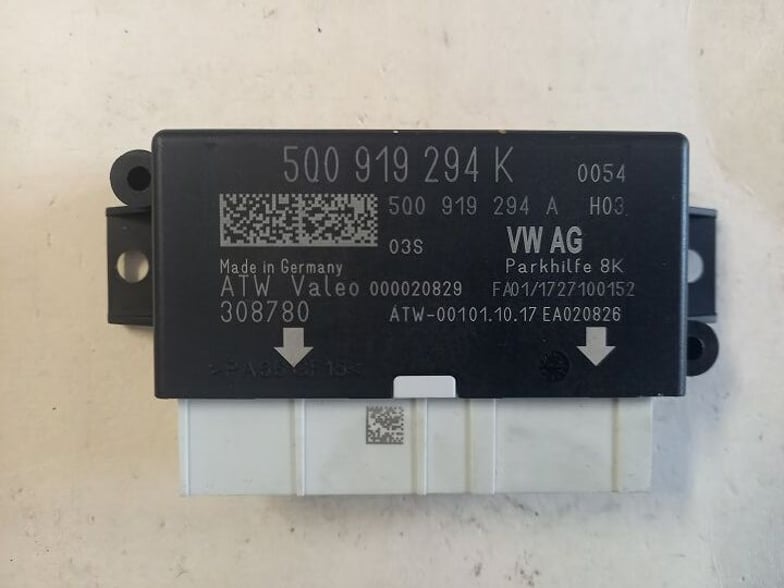 5Q0 919 294 K 0054
5Q0 919 294 A H03
03S VW AG
Made in Germany Parkhilfe 8K
ATW Valeo 000020829 FA01/1727100152
308780 ATW-00101.10.17 EA020826